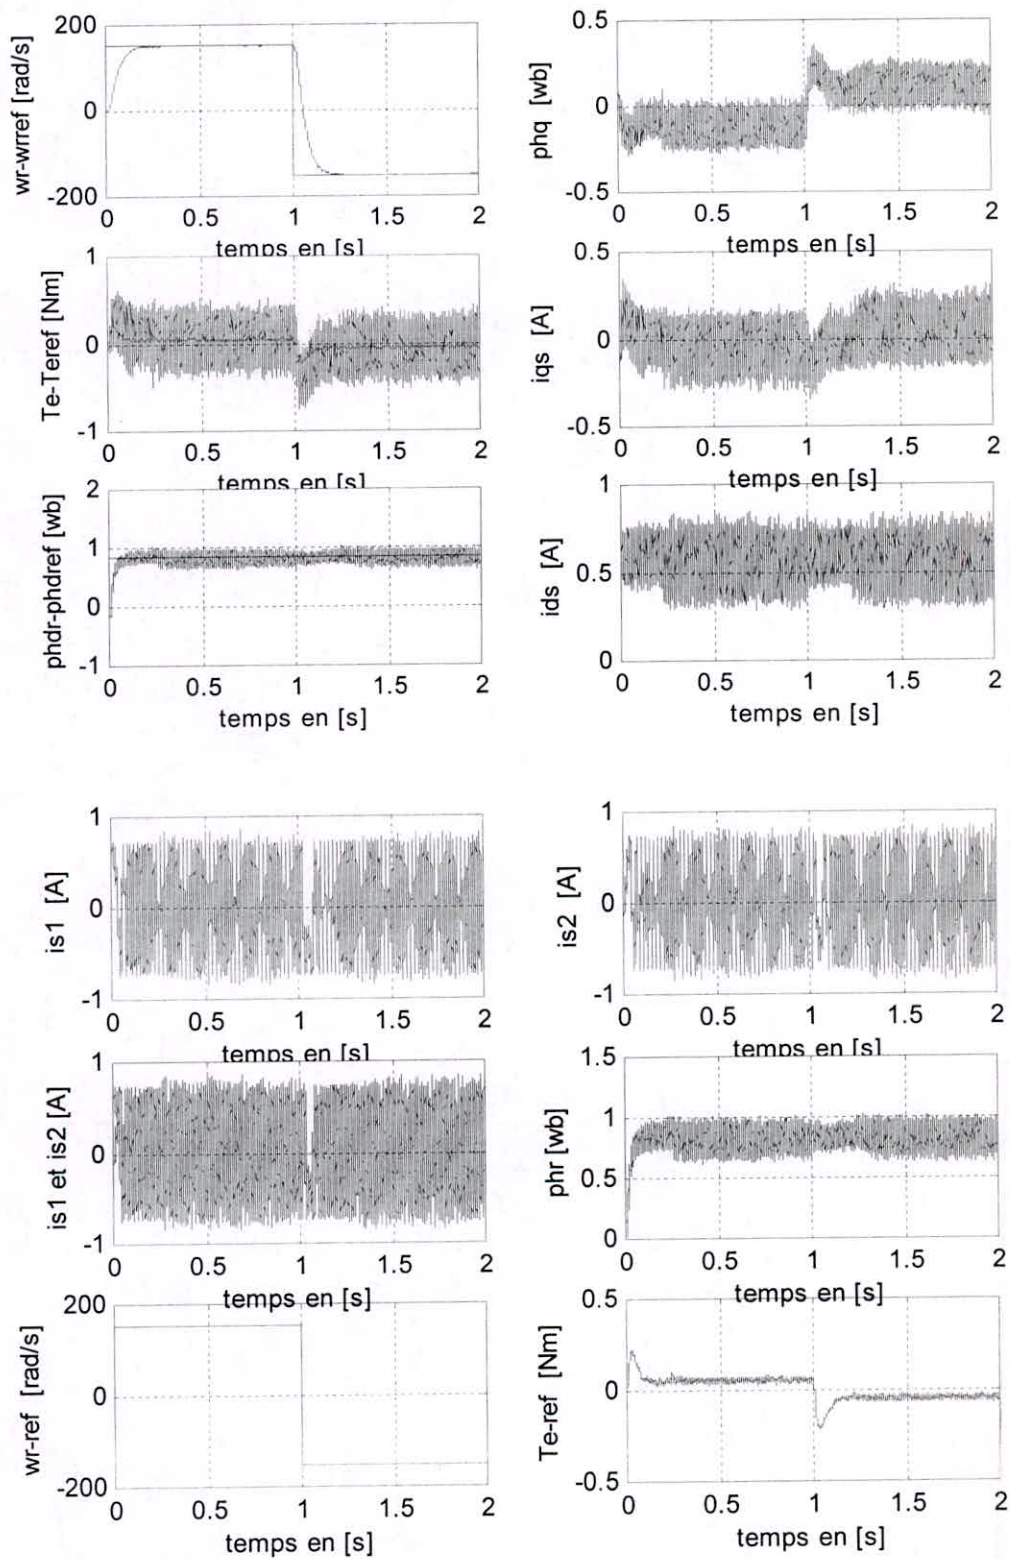 wr-wrref [rad/s]
200
0
-200
0 0.5 1 1.5 2
temps en [s]
phq [wb]
0.5
0
-0.5
0 0.5 1 1.5 2
temps en [s]
Te-Teref [Nm]
1
0
-1
0 0.5 1 1.5 2
temps en [s]
iqs [A]
0.5
0
-0.5
0 0.5 1 1.5 2
temps en [s]
phdr-phdref [wb]
2
1
0
-1
0 0.5 1 1.5 2
temps en [s]
ids [A]
1
0.5
0
0 0.5 1 1.5 2
temps en [s]
is1 [A]
1
0
-1
0 0.5 1 1.5 2
temps en [s]
is2 [A]
1
0
-1
0 0.5 1 1.5 2
temps en [s]
is1 et is2 [A]
1
0
-1
0 0.5 1 1.5 2
temps en [s]
phr [wb]
1.5
1
0.5
0
0 0.5 1 1.5 2
temps en [s]
wr-ref [rad/s]
200
0
-200
0 0.5 1 1.5 2
temps en [s]
Te-ref [Nm]
0.5
0
-0.5
0 0.5 1 1.5 2
temps en [s]